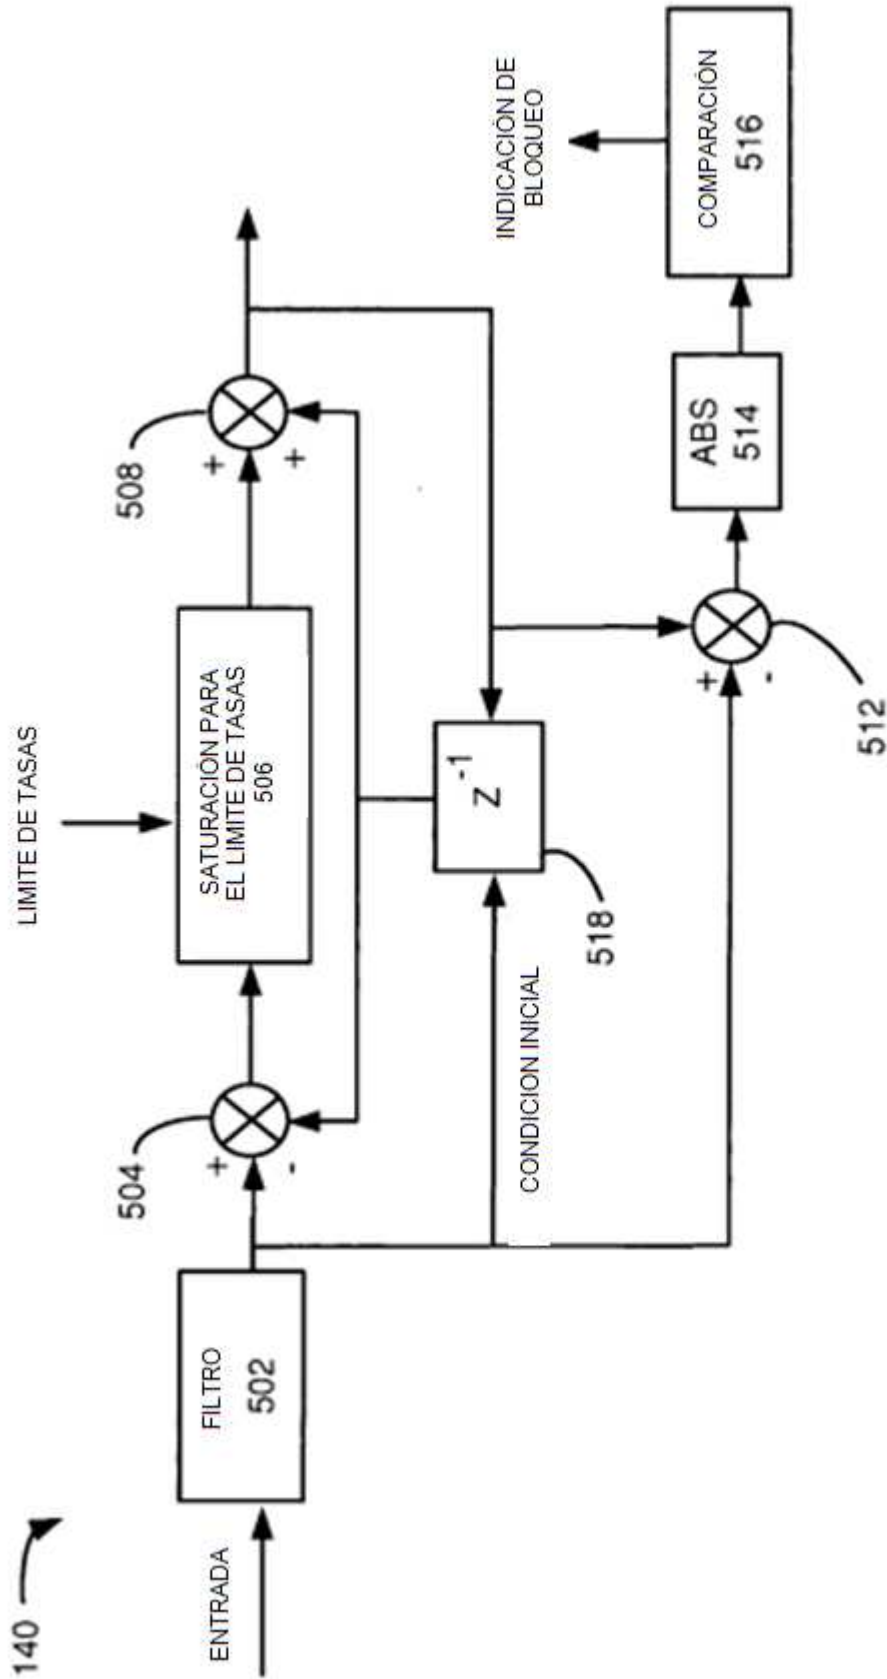 140
ENTRADA
FILTRO
502
504
+
-
LIMITE DE TASAS
SATURACIÓN PARA
EL LIMITE DE TASAS
506
508
+
+
CONDICION INICIAL
Z-1
518
+
-
512
ABS
514
COMPARACIÓN
516
INDICACIÓN DE
BLOQUEO